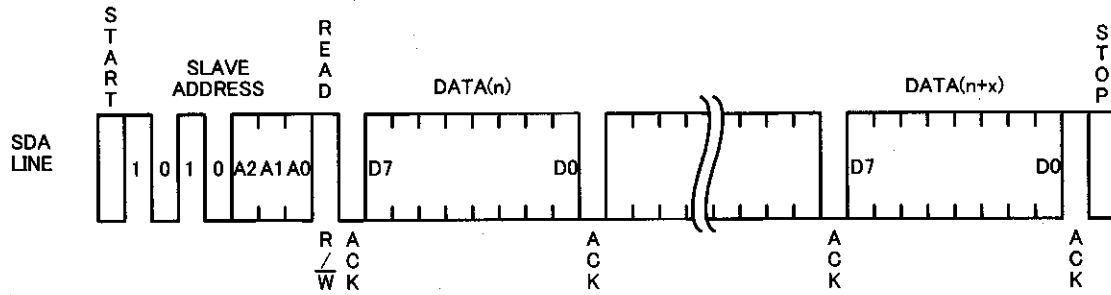 START
SLAVE
ADDRESS
READ
DATA(n)
DATA(n+x)
STOP
SDA
LINE
1 0 1 0 A2 A1 A0 D7 D0 D7 D0
R/W̅
ACK
ACK
ACK
ACK